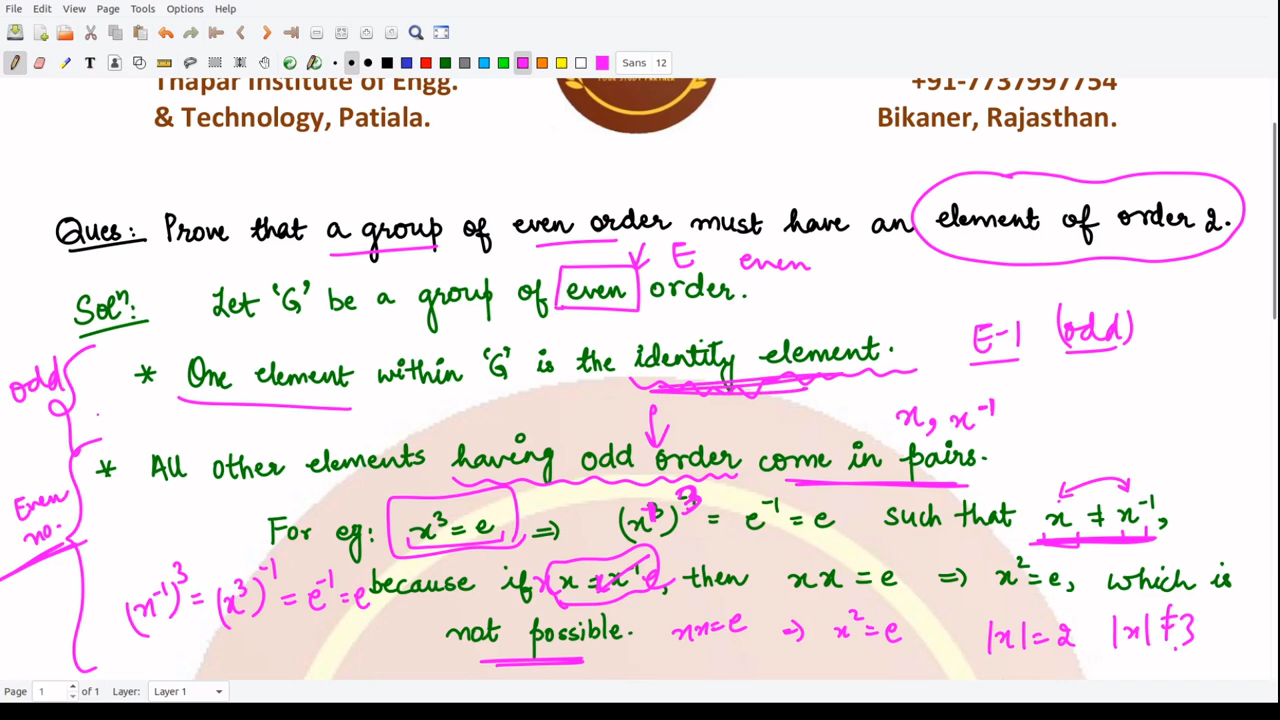 File Edit View Page Tools Options Help
Sans 12
Thapar Institute of Engg.
& Technology, Patiala.
+91-7737997754
Bikaner, Rajasthan.
Ques: Prove that a group of even order must have an element of order 2.
E even
Solⁿ: Let 'G' be a group of even order.
E-1 (odd)
odd
* One element within 'G' is the identity element.
x, x⁻¹
* All other elements having odd order come in pairs.
Even no.
For eg: x³ = e ⇒ = e⁻¹ = e such that x ≠ x⁻¹,
(x⁻¹)³ = (x³)⁻¹ = e⁻¹ = e
because if x = x⁻¹, then xx = e ⇒ x² = e, which is
not possible. xx = e ⇒ x² = e |x| = 2 |x| ≠ 3
Page 1 of 1 Layer: Layer 1